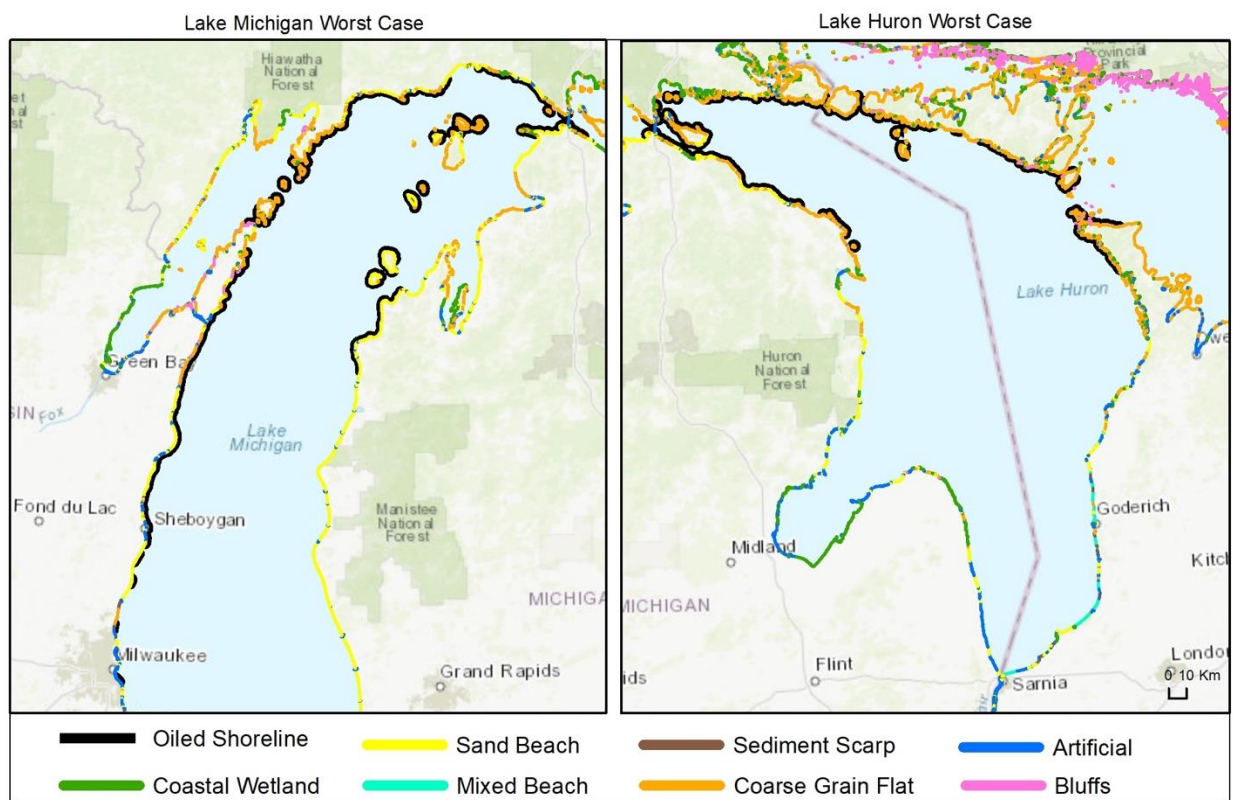 Lake Michigan Worst Case
Lake Huron Worst Case
Hiawatha
National
Forest
Green Bay
Fox
Lake
Michigan
Fond du Lac
Sheboygan
Manistee
National
Forest
MICHIGA
Milwaukee
Grand Rapids
Provincial
Park
Lake Huron
Huron
National
Forest
Goderich
Midland
Kitch
MICHIGAN
Flint
London
ids
Sarnia
0 10 Km
Oiled Shoreline
Sand Beach
Sediment Scarp
Artificial
Coastal Wetland
Mixed Beach
Coarse Grain Flat
Bluffs